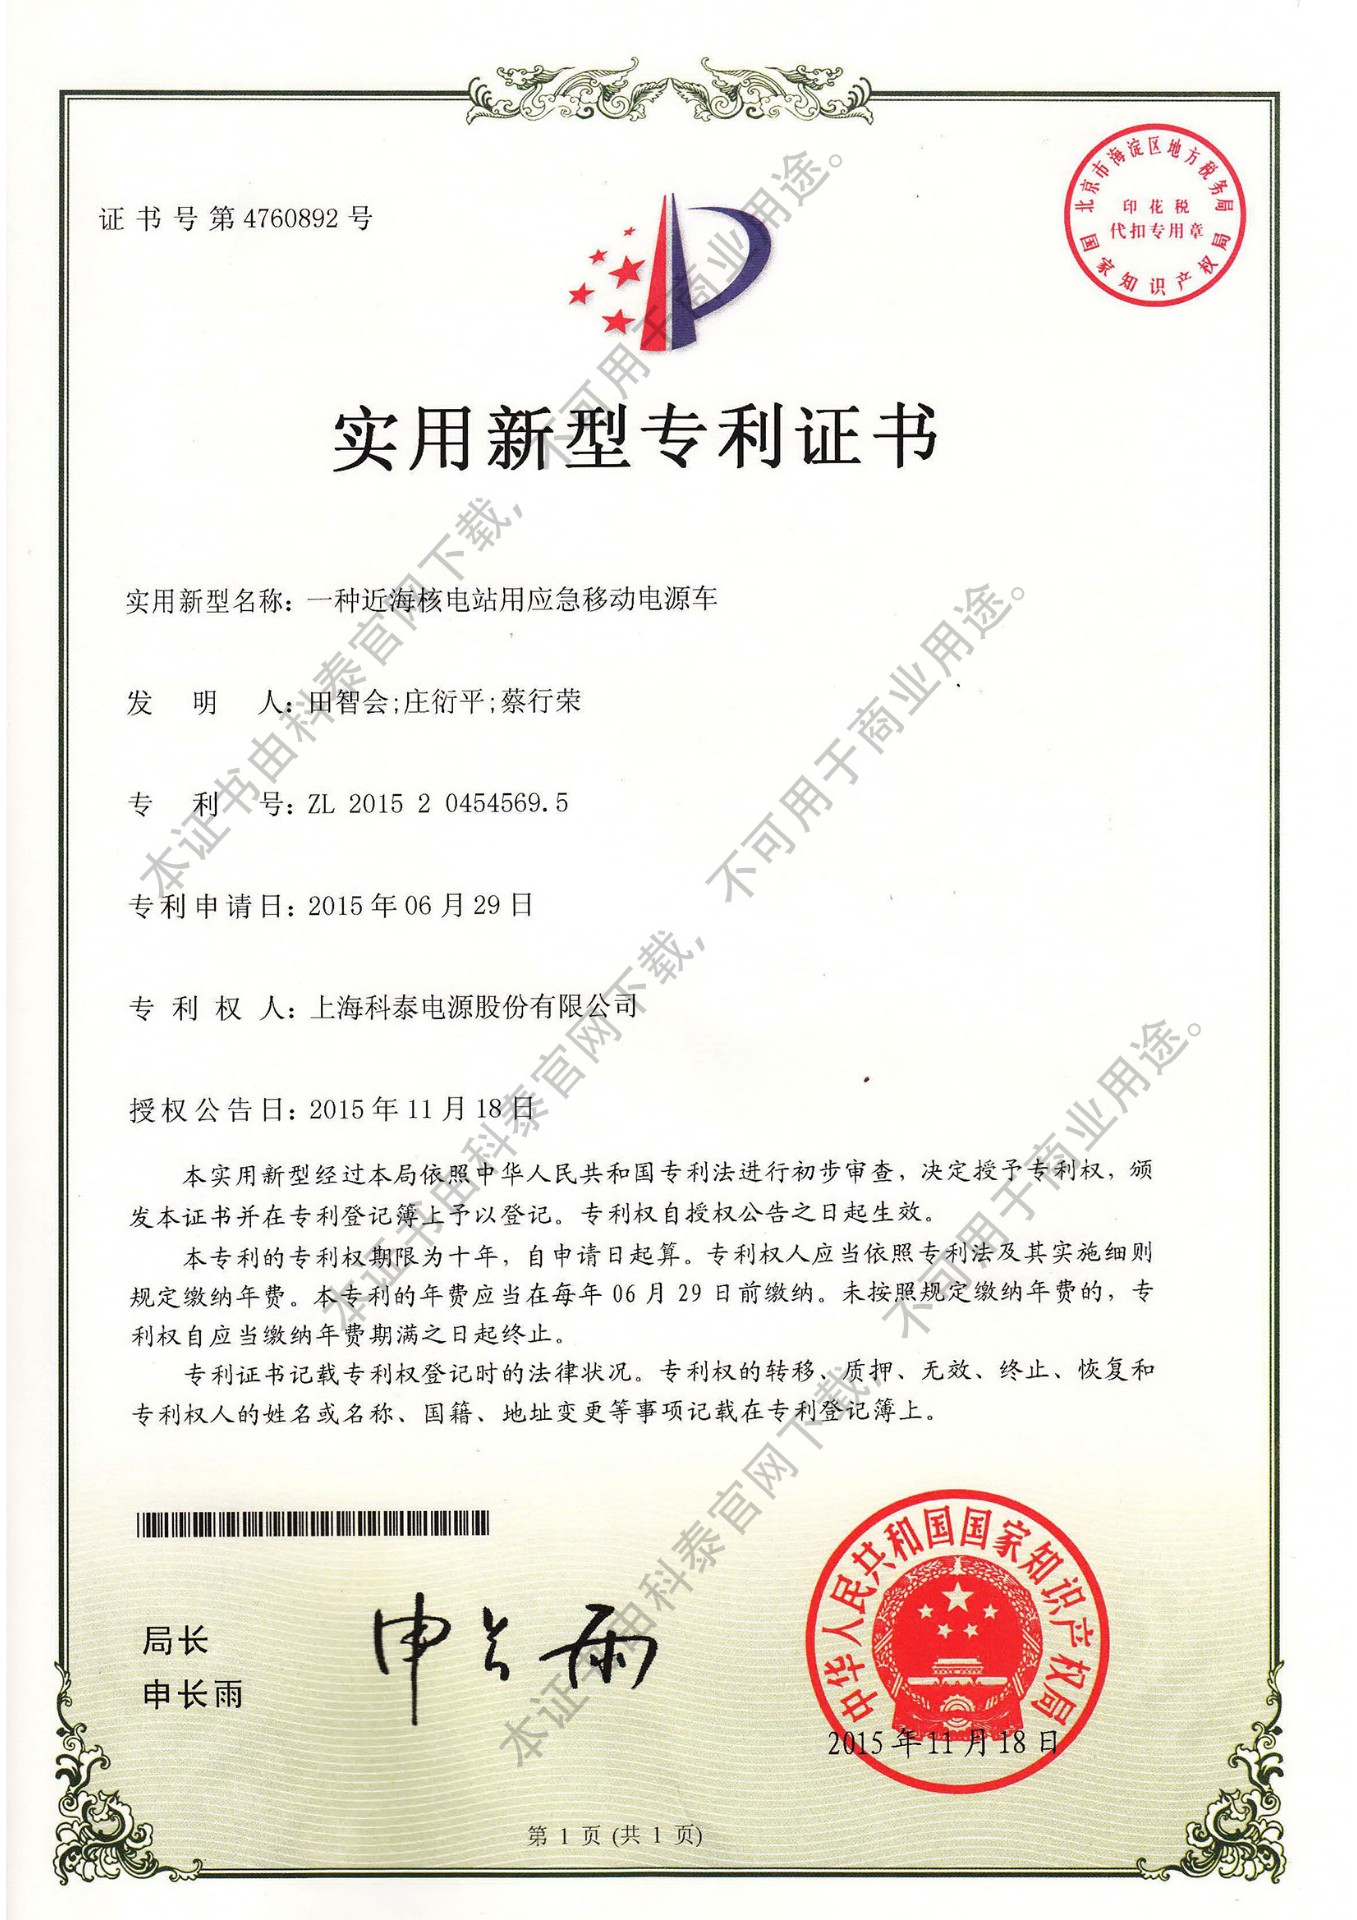 证书号第4760892号
北京市海淀区地方税务局
印花税
代扣专用章
国家知识产权局
实用新型专利证书
实用新型名称：一种近海核电站用应急移动电源车
发明人：田智会;庄衍平;蔡行荣
专利号：ZL 2015 2 0454569.5
专利申请日：2015年06月29日
专利权人：上海科泰电源股份有限公司
授权公告日：2015年11月18日
本实用新型经过本局依照中华人民共和国专利法进行初步审查，决定授予专利权，颁
发本证书并在专利登记簿上予以登记。专利权自授权公告之日起生效。
本专利的专利权期限为十年，自申请日起算。专利权人应当依照专利法及其实施细则
规定缴纳年费。本专利的年费应当在每年06月29日前缴纳。未按照规定缴纳年费的，专
利权自应当缴纳年费期满之日起终止。
专利证书记载专利权登记时的法律状况。专利权的转移、质押、无效、终止、恢复和
专利权人的姓名或名称、国籍、地址变更等事项记载在专利登记簿上。
局长
申长雨
申长雨
中华人民共和国国家知识产权局
2015年11月18日
第1页(共1页)
本证书由科泰官网下载，不可用于商业用途。
本证书由科泰官网下载，不可用于商业用途。
本证书由科泰官网下载，不可用于商业用途。